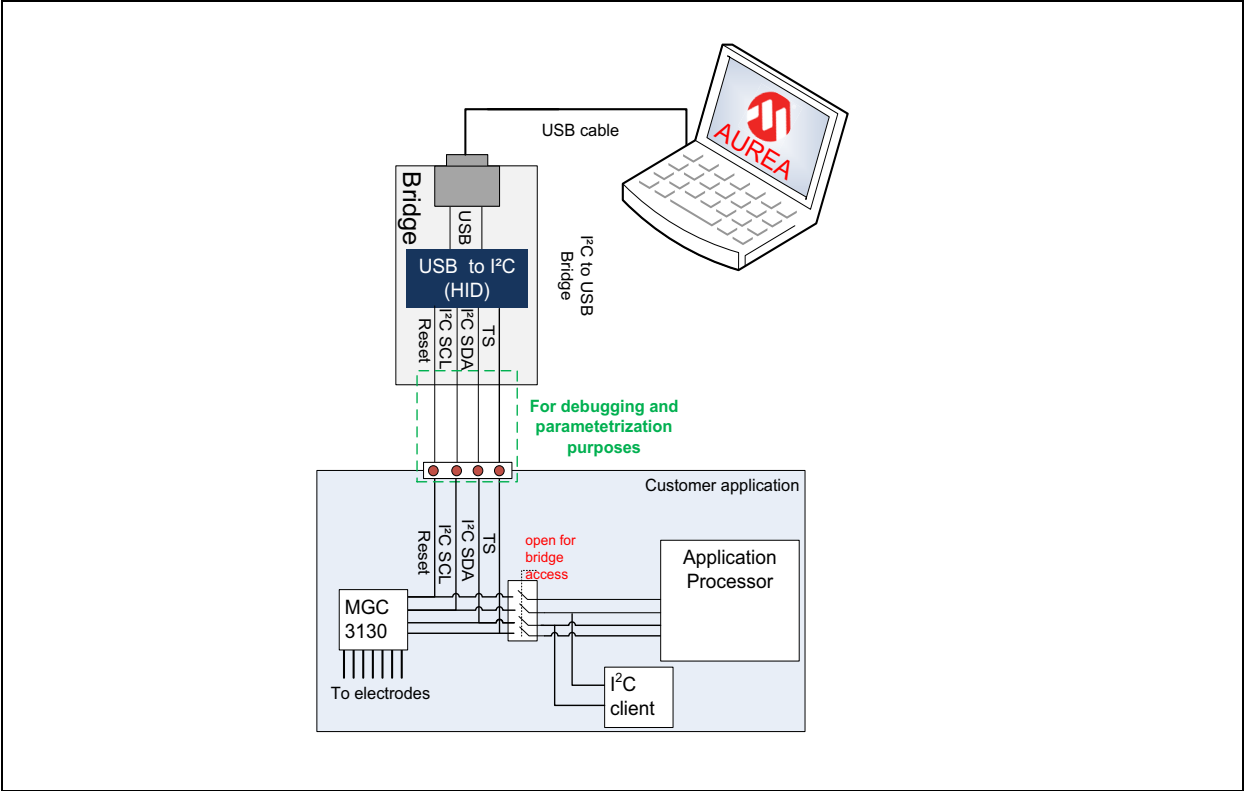 USB cable
AUREA
Bridge
USB
USB to I²C
(HID)
I²C to USB
Bridge
Reset
I²C SCL
I²C SDA
TS
For debugging and
parametetrization
purposes
Customer application
Reset
I²C SCL
I²C SDA
TS
open for
bridge
access
Application
Processor
MGC
3130
To electrodes
I²C
client